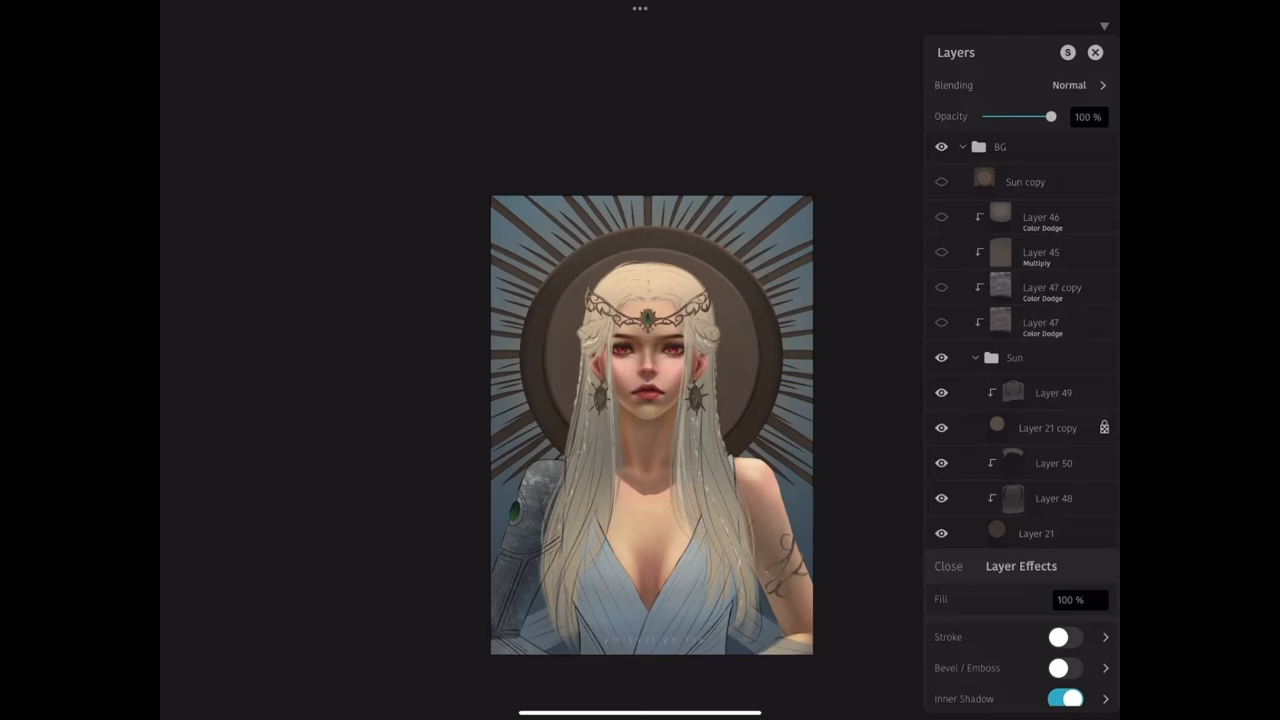 Layers
S
Blending Normal
Opacity 100 %
BG
Sun copy
Layer 46
Color Dodge
Layer 45
Multiply
Layer 47 copy
Color Dodge
Layer 47
Color Dodge
Sun
Layer 49
Layer 21 copy
Layer 50
Layer 48
Layer 21
Close Layer Effects
Fill 100 %
Stroke
Bevel / Emboss
Inner Shadow